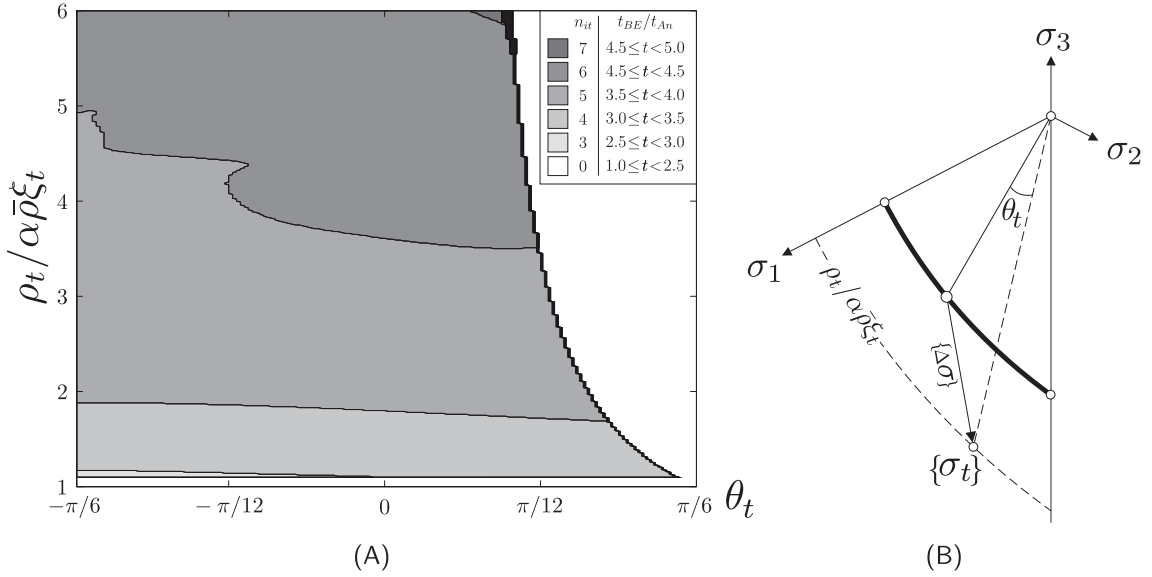 6
5
4
3
2
1
ρt/αρ̄ξt
n_it t_BE/t_An
7 4.5≤t<5.0
6 4.5≤t<4.5
5 3.5≤t<4.0
4 3.0≤t<3.5
3 2.5≤t<3.0
0 1.0≤t<2.5
−π/6 −π/12 0 π/12 π/6 θt
(A)
σ3
σ2
θt
σ1
ρt/αρ̄ξt
{Δσ}
{σt}
(B)